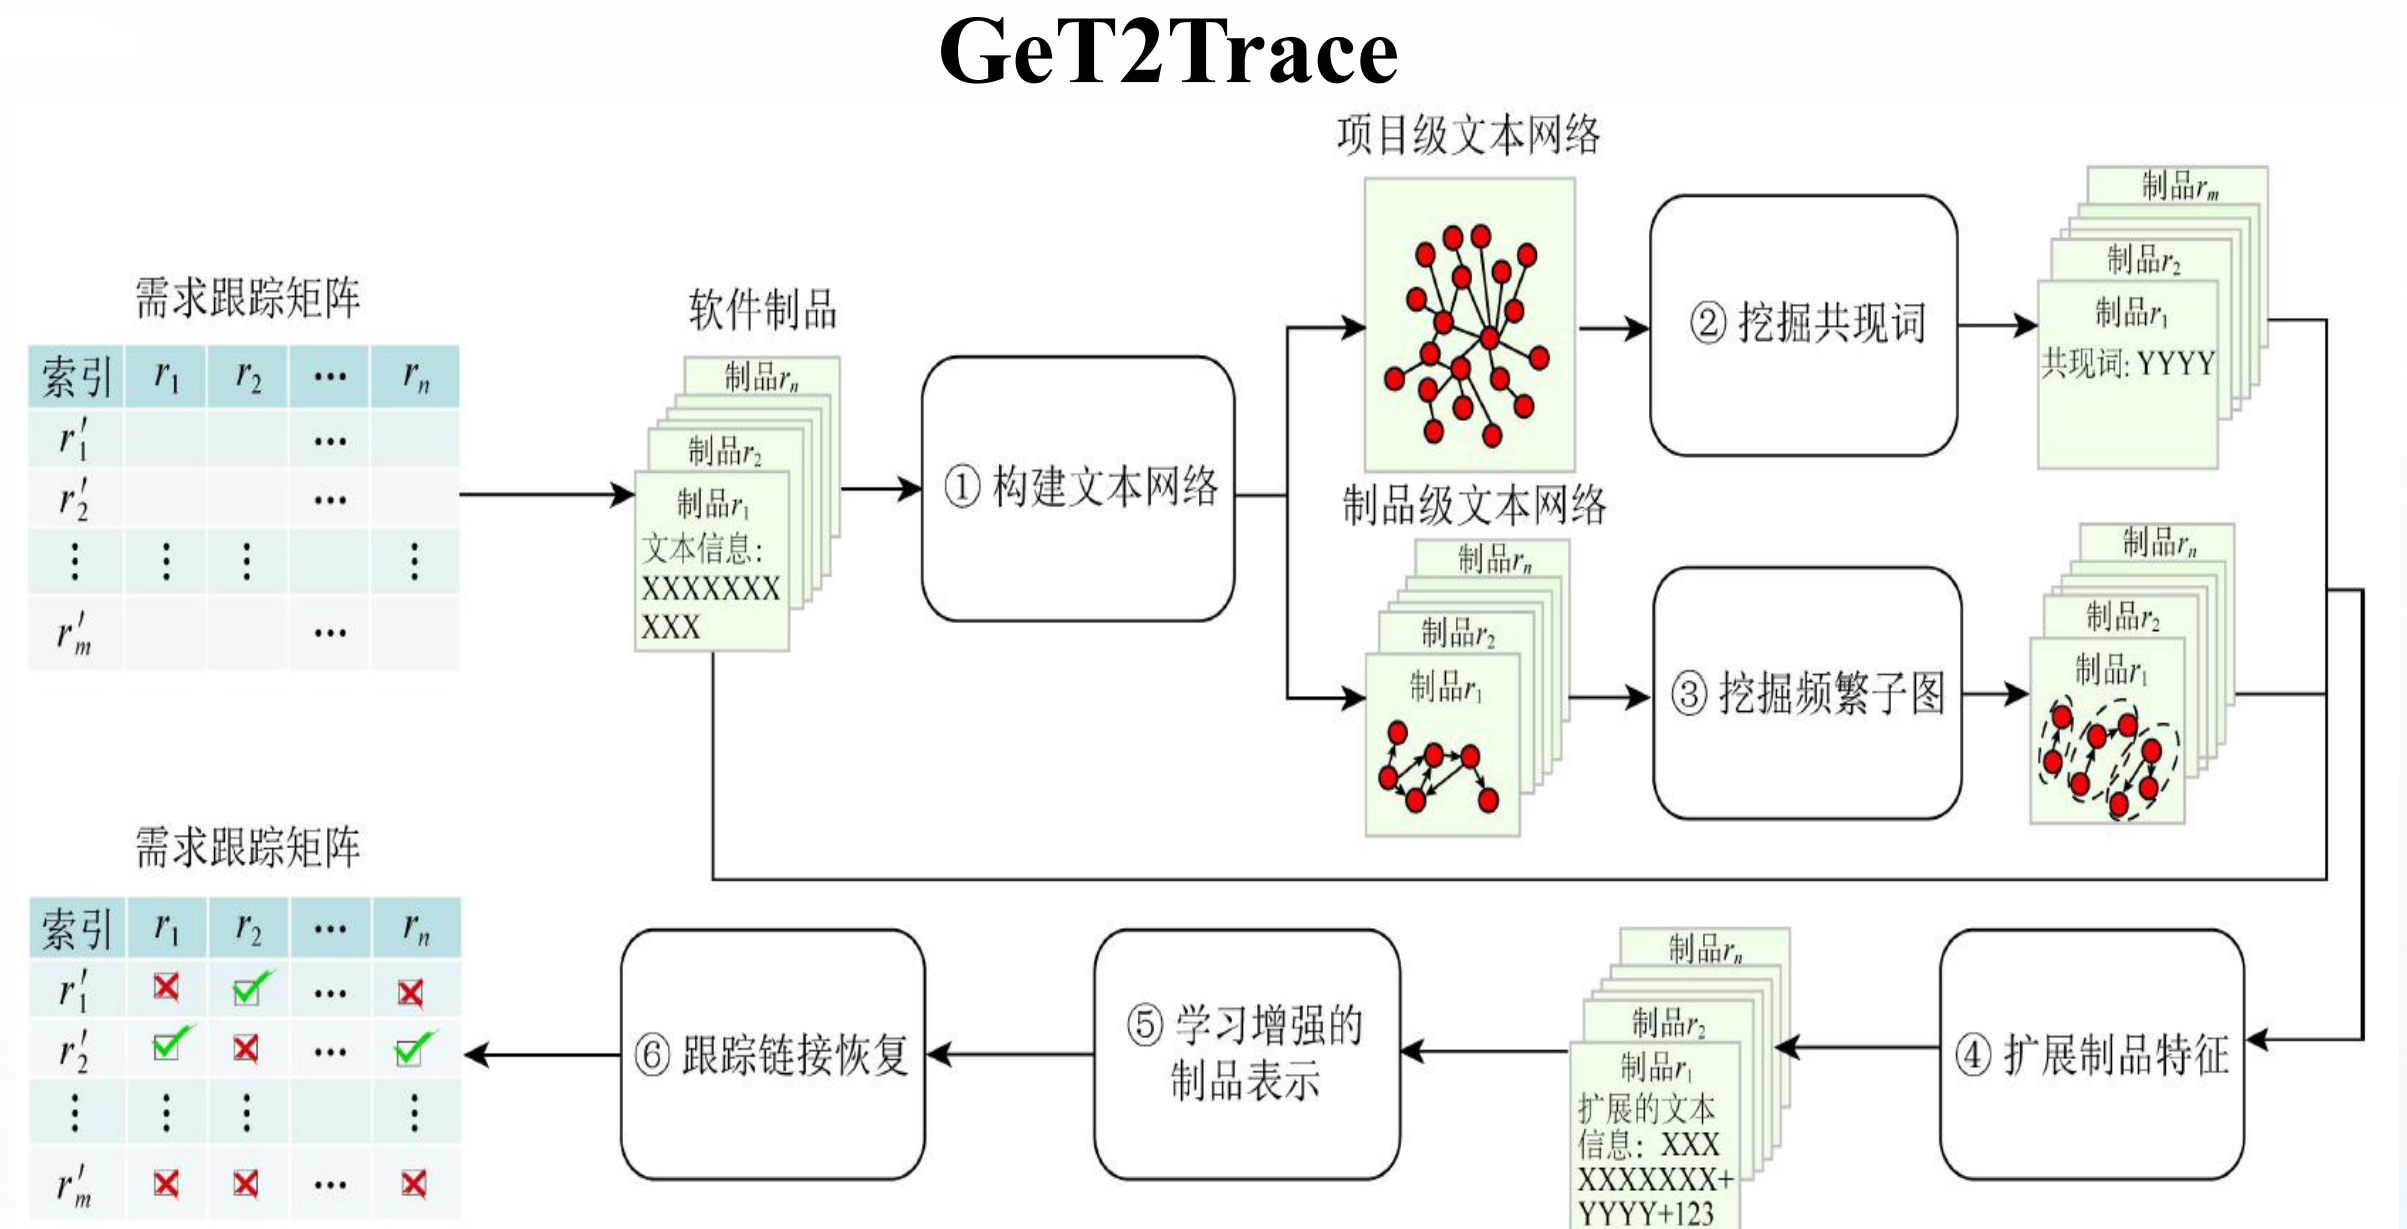 GeT2Trace
项目级文本网络
制品rm
制品r2
制品r1
共现词: YYYY
② 挖掘共现词
需求跟踪矩阵
索引 r1 r2 ··· rn
r′1 ···
r′2 ···
⋮ ⋮ ⋮ ⋮
r′m ···
软件制品
制品rn
制品r2
制品r1
文本信息:
XXXXXXX
XXX
① 构建文本网络
制品级文本网络
制品rn
制品r2
制品r1
③ 挖掘频繁子图
制品rn
制品r2
制品r1
④ 扩展制品特征
制品rn
制品r2
制品r1
扩展的文本
信息: XXX
XXXXXXX+
YYYY+123
⑤ 学习增强的
制品表示
⑥ 跟踪链接恢复
需求跟踪矩阵
索引 r1 r2 ··· rn
r′1 ···
r′2 ···
⋮ ⋮ ⋮ ⋮
r′m ···